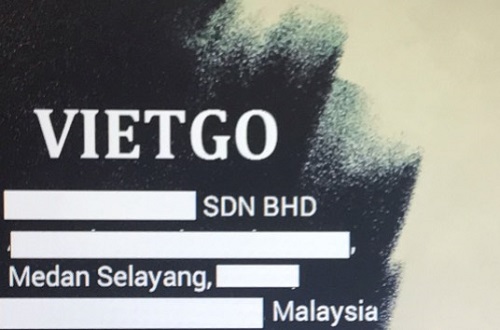 VIETGO
SDN BHD
,
Medan Selayang,
Malaysia